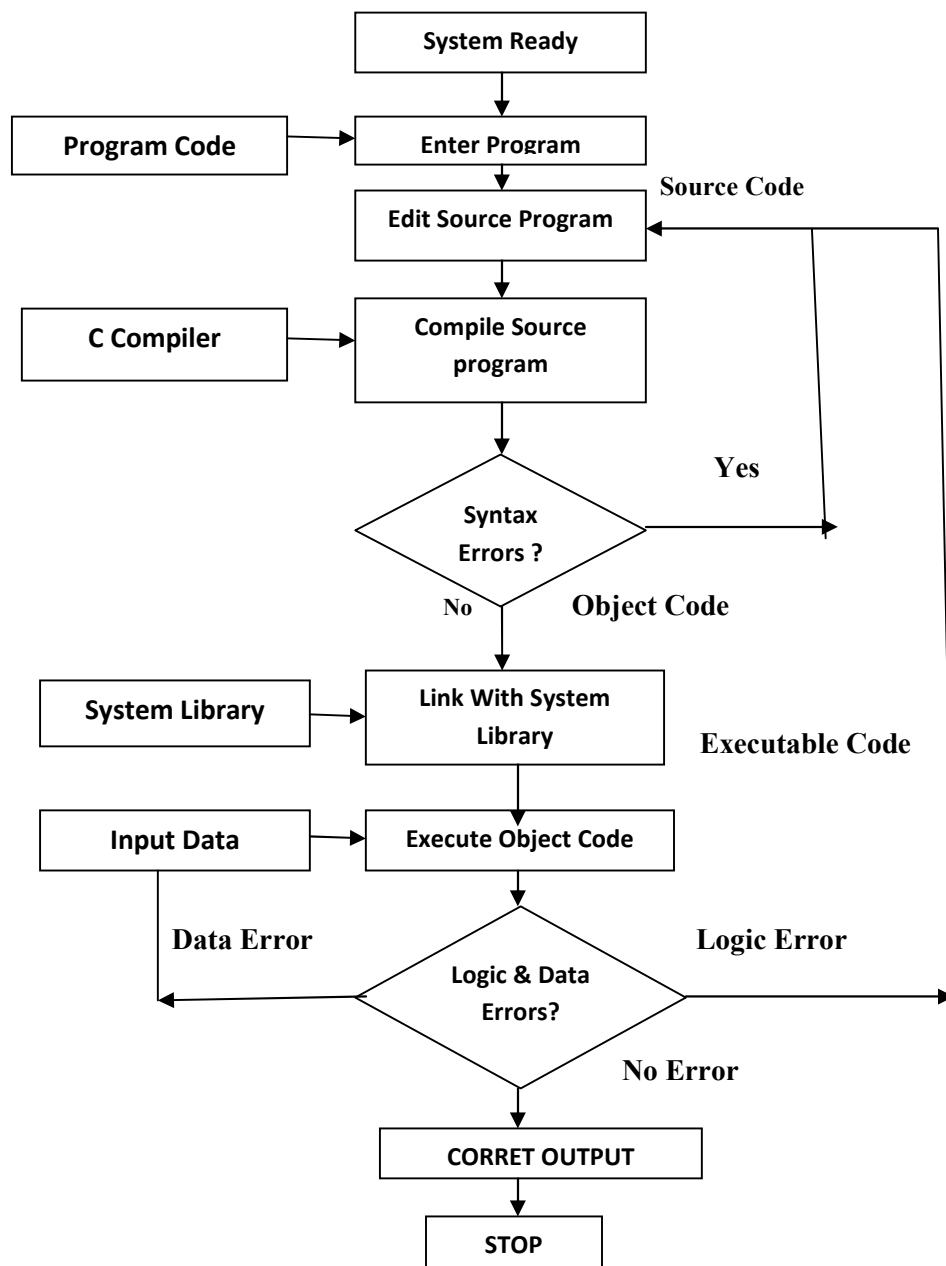 System Ready
Program Code
Enter Program
Source Code
Edit Source Program
C Compiler
Compile Source
program
Yes
Syntax
Errors ?
No
Object Code
System Library
Link With System
Library
Executable Code
Input Data
Execute Object Code
Data Error
Logic Error
Logic & Data
Errors?
No Error
CORRET OUTPUT
STOP